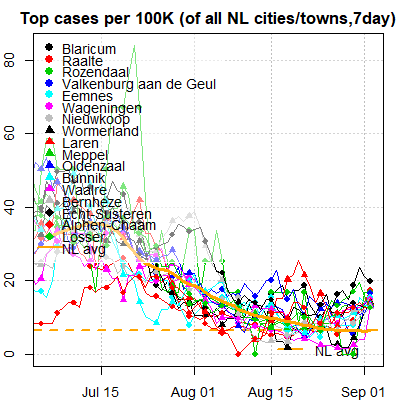 Top cases per 100K (of all NL cities/towns,7day)
80
60
40
20
0
Blaricum
Raalte
Rozendaal
Valkenburg aan de Geul
Eemnes
Wageningen
Nieuwkoop
Wormerland
Laren
Meppel
Oldenzaal
Bunnik
Waalre
Bernheze
Echt-Susteren
Alphen-Chaam
Losser
NL avg
NL avg
Jul 15
Aug 01
Aug 15
Sep 01